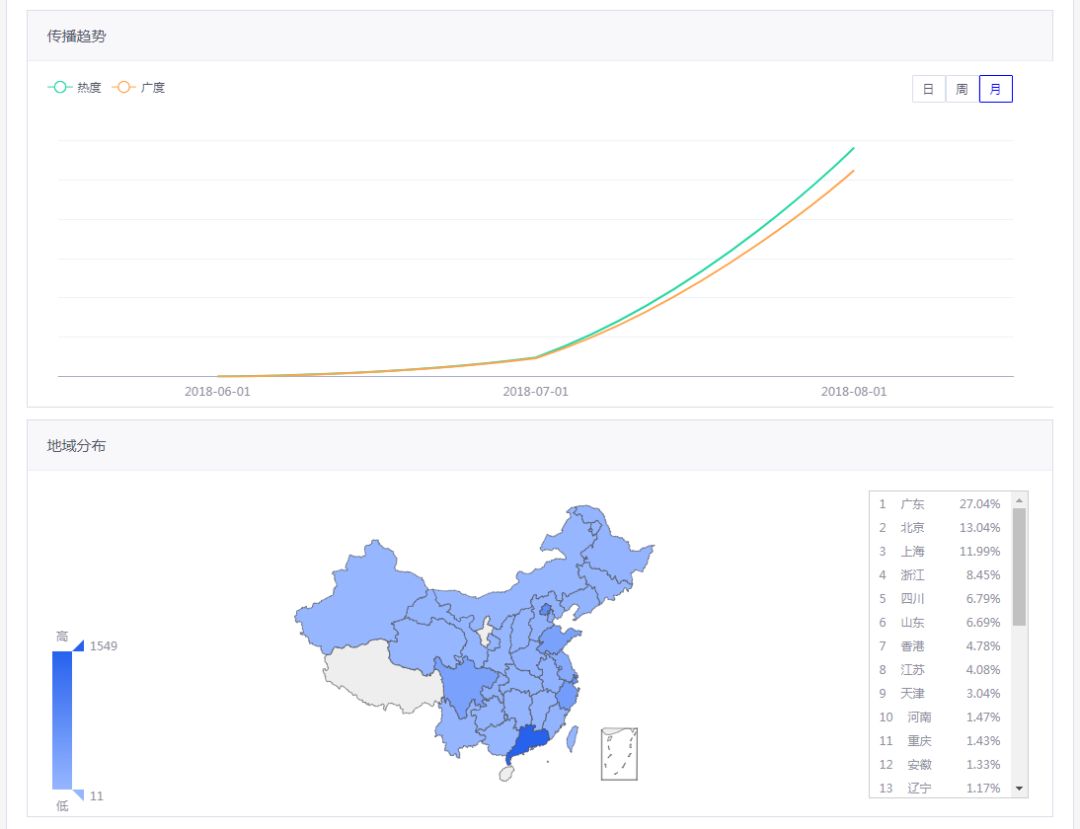 传播趋势
热度 广度
日 周 月
2018-06-01 2018-07-01 2018-08-01
地域分布
高
1549
11
低
1 广东 27.04%
2 北京 13.04%
3 上海 11.99%
4 浙江 8.45%
5 四川 6.79%
6 山东 6.69%
7 香港 4.78%
8 江苏 4.08%
9 天津 3.04%
10 河南 1.47%
11 重庆 1.43%
12 安徽 1.33%
13 辽宁 1.17%